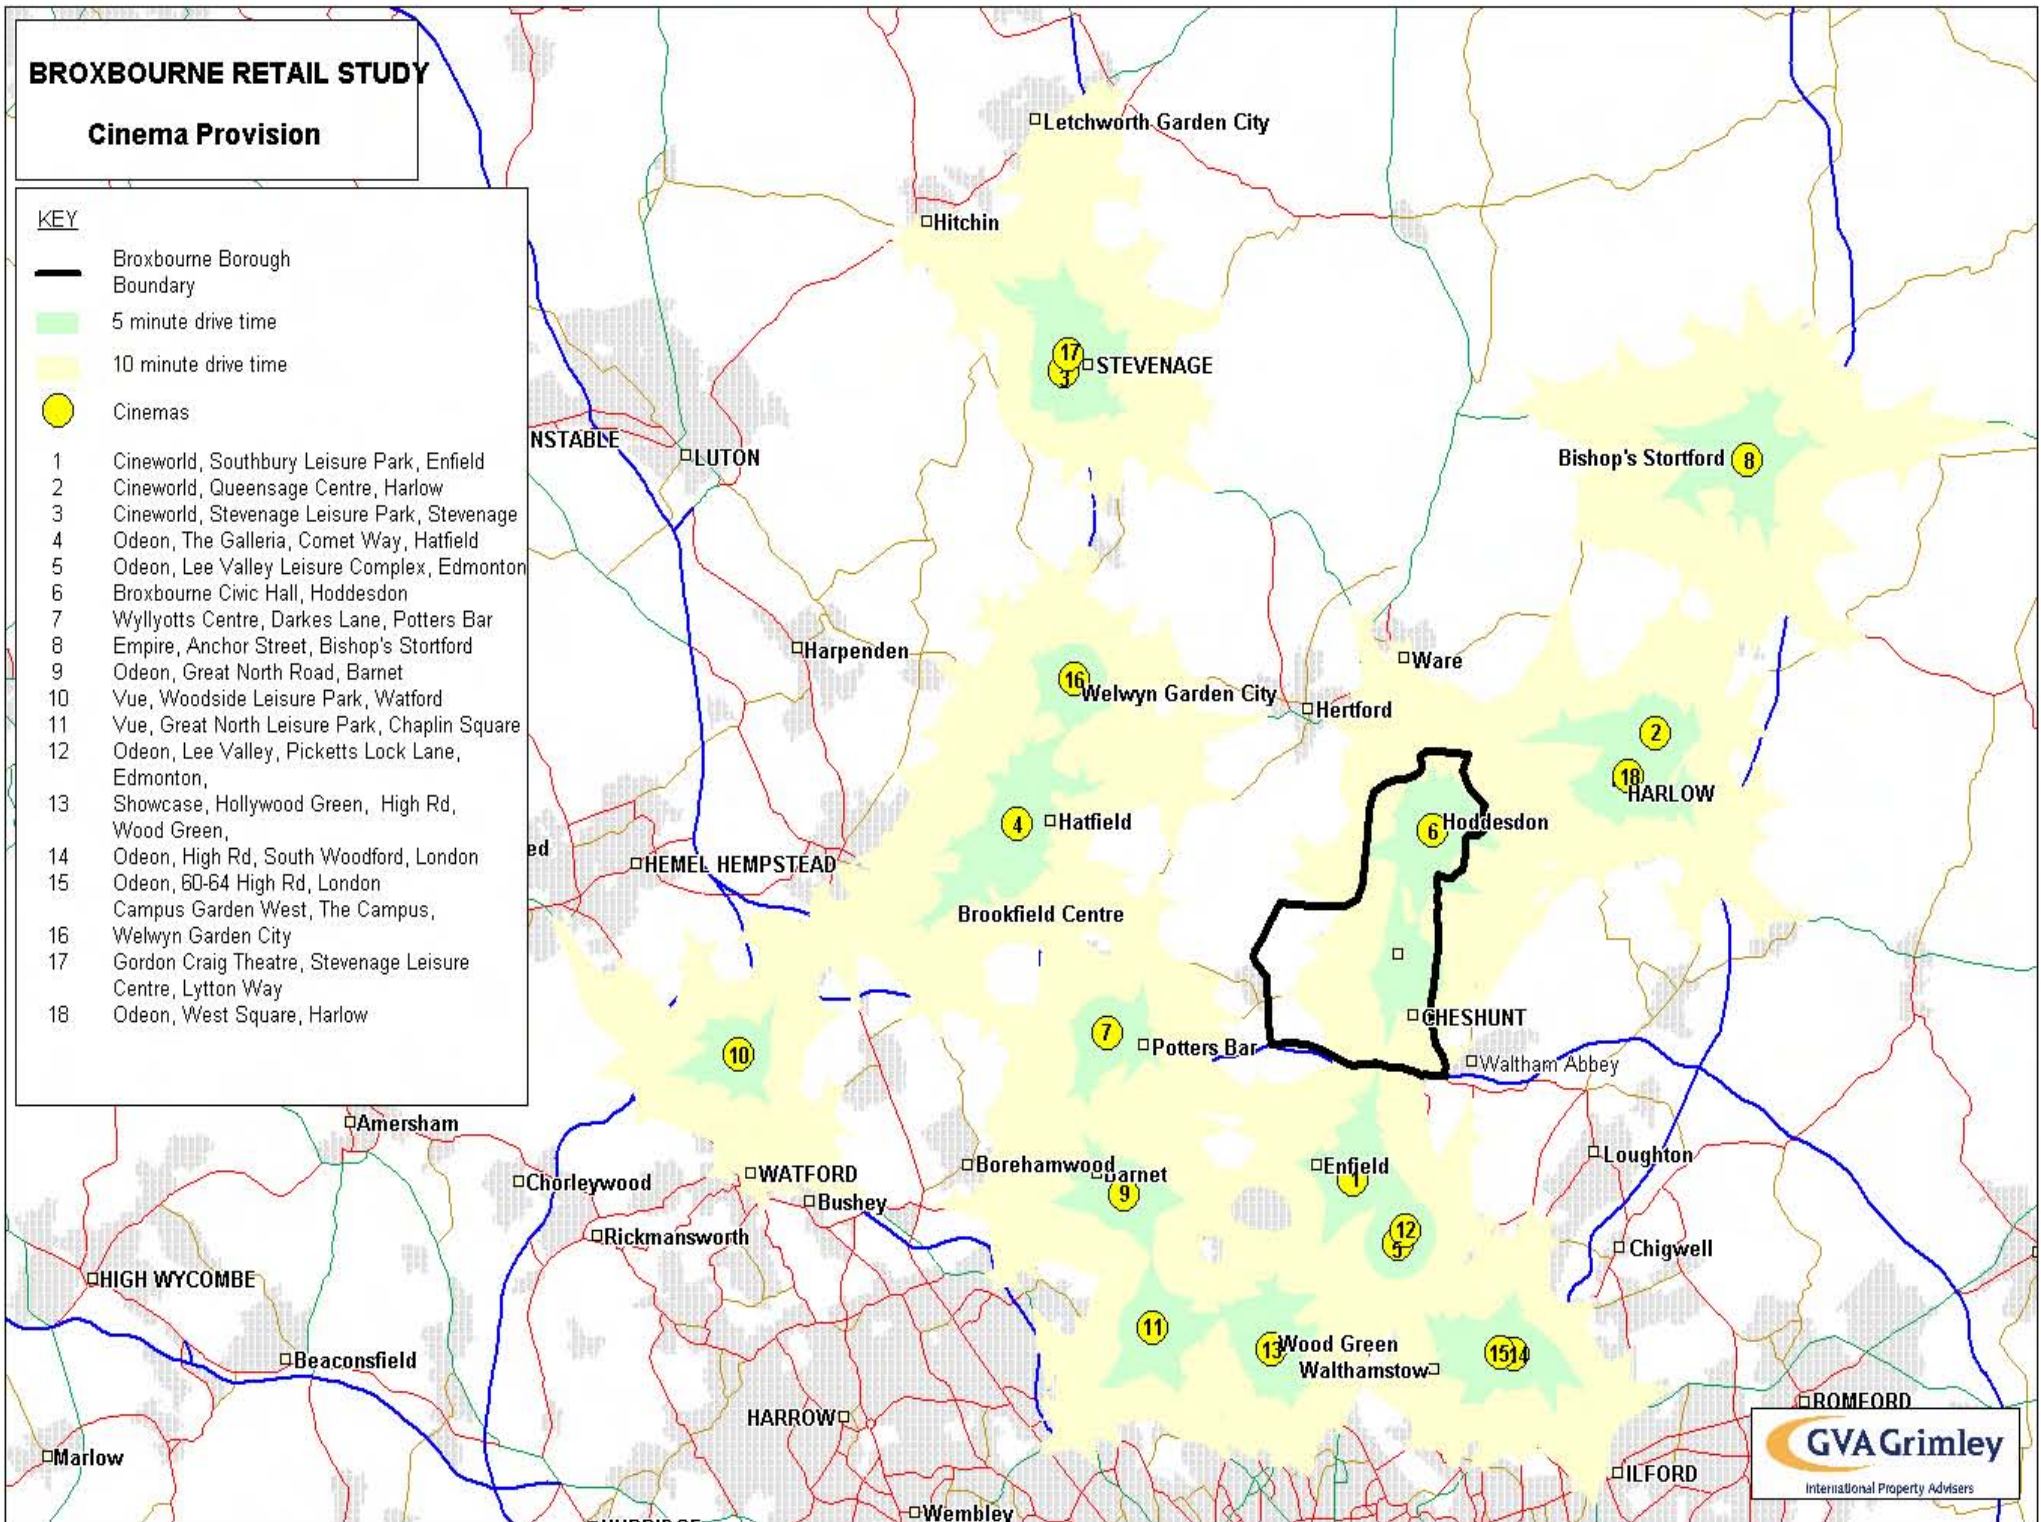 BROXBOURNE RETAIL STUDY
Cinema Provision
KEY
Broxbourne Borough
Boundary
5 minute drive time
10 minute drive time
Cinemas
1 Cineworld, Southbury Leisure Park, Enfield
2 Cineworld, Queensage Centre, Harlow
3 Cineworld, Stevenage Leisure Park, Stevenage
4 Odeon, The Galleria, Comet Way, Hatfield
5 Odeon, Lee Valley Leisure Complex, Edmonton
6 Broxbourne Civic Hall, Hoddesdon
7 Wyllyotts Centre, Darkes Lane, Potters Bar
8 Empire, Anchor Street, Bishop's Stortford
9 Odeon, Great North Road, Barnet
10 Vue, Woodside Leisure Park, Watford
11 Vue, Great North Leisure Park, Chaplin Square
12 Odeon, Lee Valley, Picketts Lock Lane,
Edmonton,
13 Showcase, Hollywood Green, High Rd,
Wood Green,
14 Odeon, High Rd, South Woodford, London
15 Odeon, 60-64 High Rd, London
Campus Garden West, The Campus,
16 Welwyn Garden City
17 Gordon Craig Theatre, Stevenage Leisure
Centre, Lytton Way
18 Odeon, West Square, Harlow
Letchworth Garden City
Hitchin
17
3
STEVENAGE
NSTABLE
LUTON
Bishop's Stortford
8
Harpenden
Ware
16
Welwyn Garden City
Hertford
2
18
HARLOW
4
Hatfield
6
Hoddesdon
ed
HEMEL HEMPSTEAD
Brookfield Centre
CHESHUNT
7
Potters Bar
10
Waltham Abbey
Amersham
Chorleywood
WATFORD
Bushey
Borehamwood
Barnet
9
Enfield
1
Loughton
12
5
Rickmansworth
Chigwell
HIGH WYCOMBE
11
13
Wood Green
Walthamstow
15
14
Beaconsfield
HARROW
ROMFORD
Marlow
ILFORD
Wembley
GVA Grimley
International Property Advisers